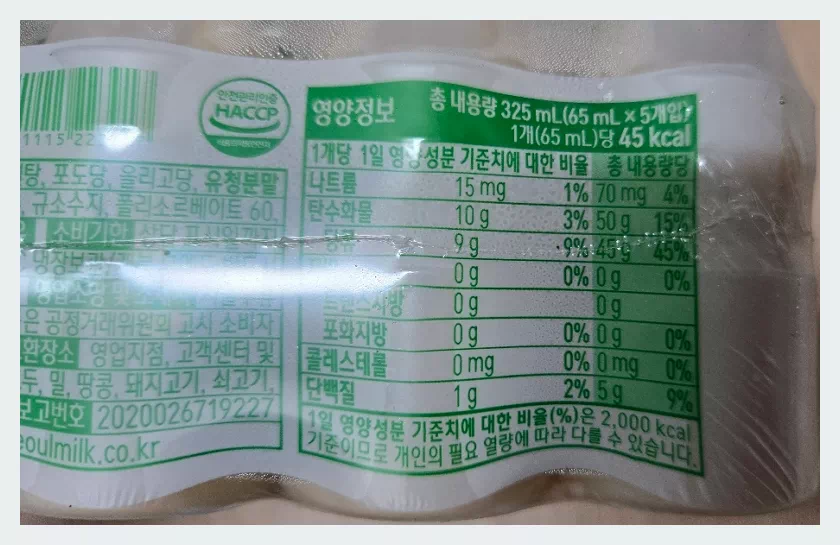 1115 22
안전관리인증
HACCP
식품의약품안전처
탕, 포도당, 올리고당, 유청분말
, 규소수지, 폴리소르베이트 60,
소비기한
영업소명 및
은 공정거래위원회 고시 소비자
환장소 영업지점, 고객센터 및
두, 밀, 땅콩, 돼지고기, 쇠고기,
보고번호 2020026719227
eoulmilk.co.kr
영양정보 총 내용량 325 mL(65 mL × 5개입)
1개(65 mL)당 45 kcal
1개당 1일 영양성분 기준치에 대한 비율 총 내용량당
나트륨 15 mg 1% 70 mg 4%
탄수화물 10 g 3% 50 g 15%
당류 9 g 9% 45 g 45%
0 g 0% 0 g 0%
트랜스지방 0 g 0 g
포화지방 0 g 0% 0 g 0%
콜레스테롤 0 mg 0% 0 mg 0%
단백질 1 g 2% 5 g 9%
1일 영양성분 기준치에 대한 비율(%)은 2,000 kcal
기준이므로 개인의 필요 열량에 따라 다를 수 있습니다.